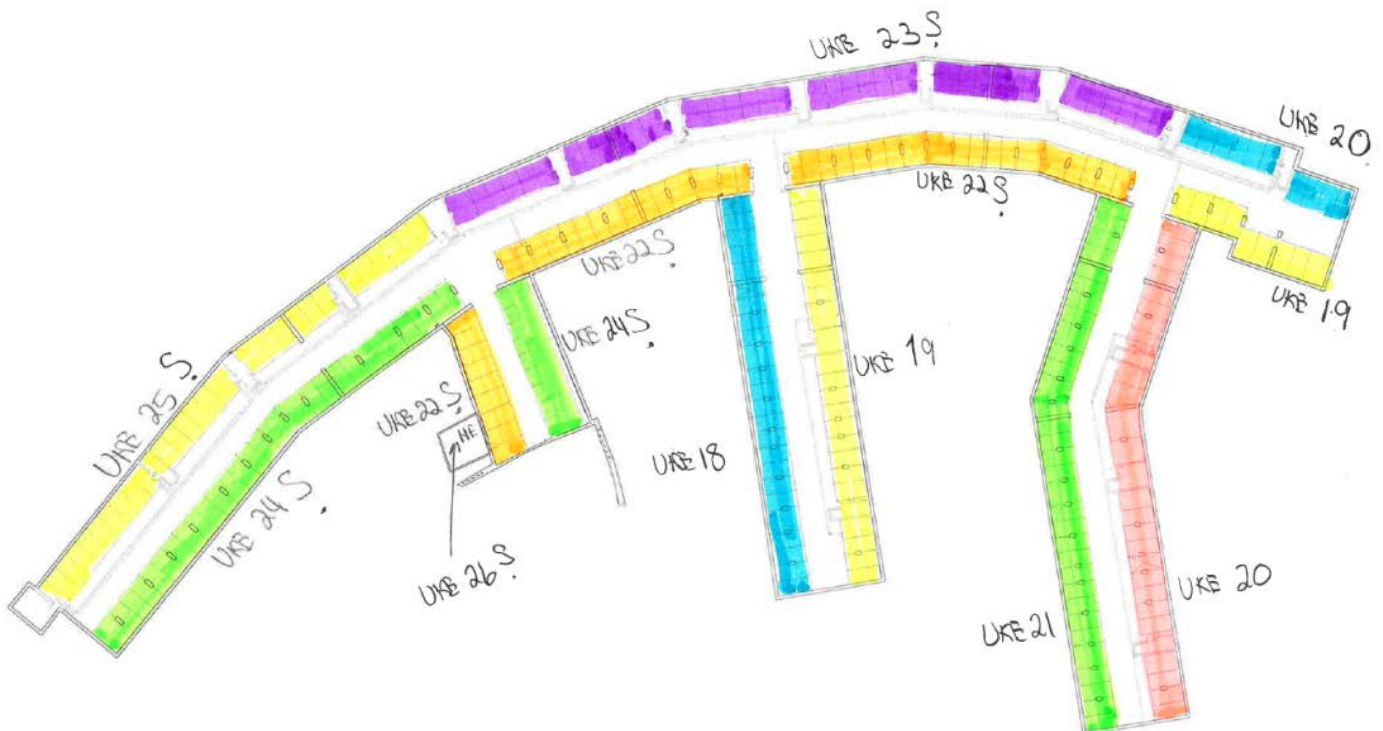 UKE 23 S.
UKE 20
UKE 22 S.
UKE 22 S.
UKE 19
UKE 24 S.
UKE 19
UKE 25 S.
UKE 22 S
HE
UKE 18
UKE 24 S.
UKE 26 S.
UKE 20
UKE 21